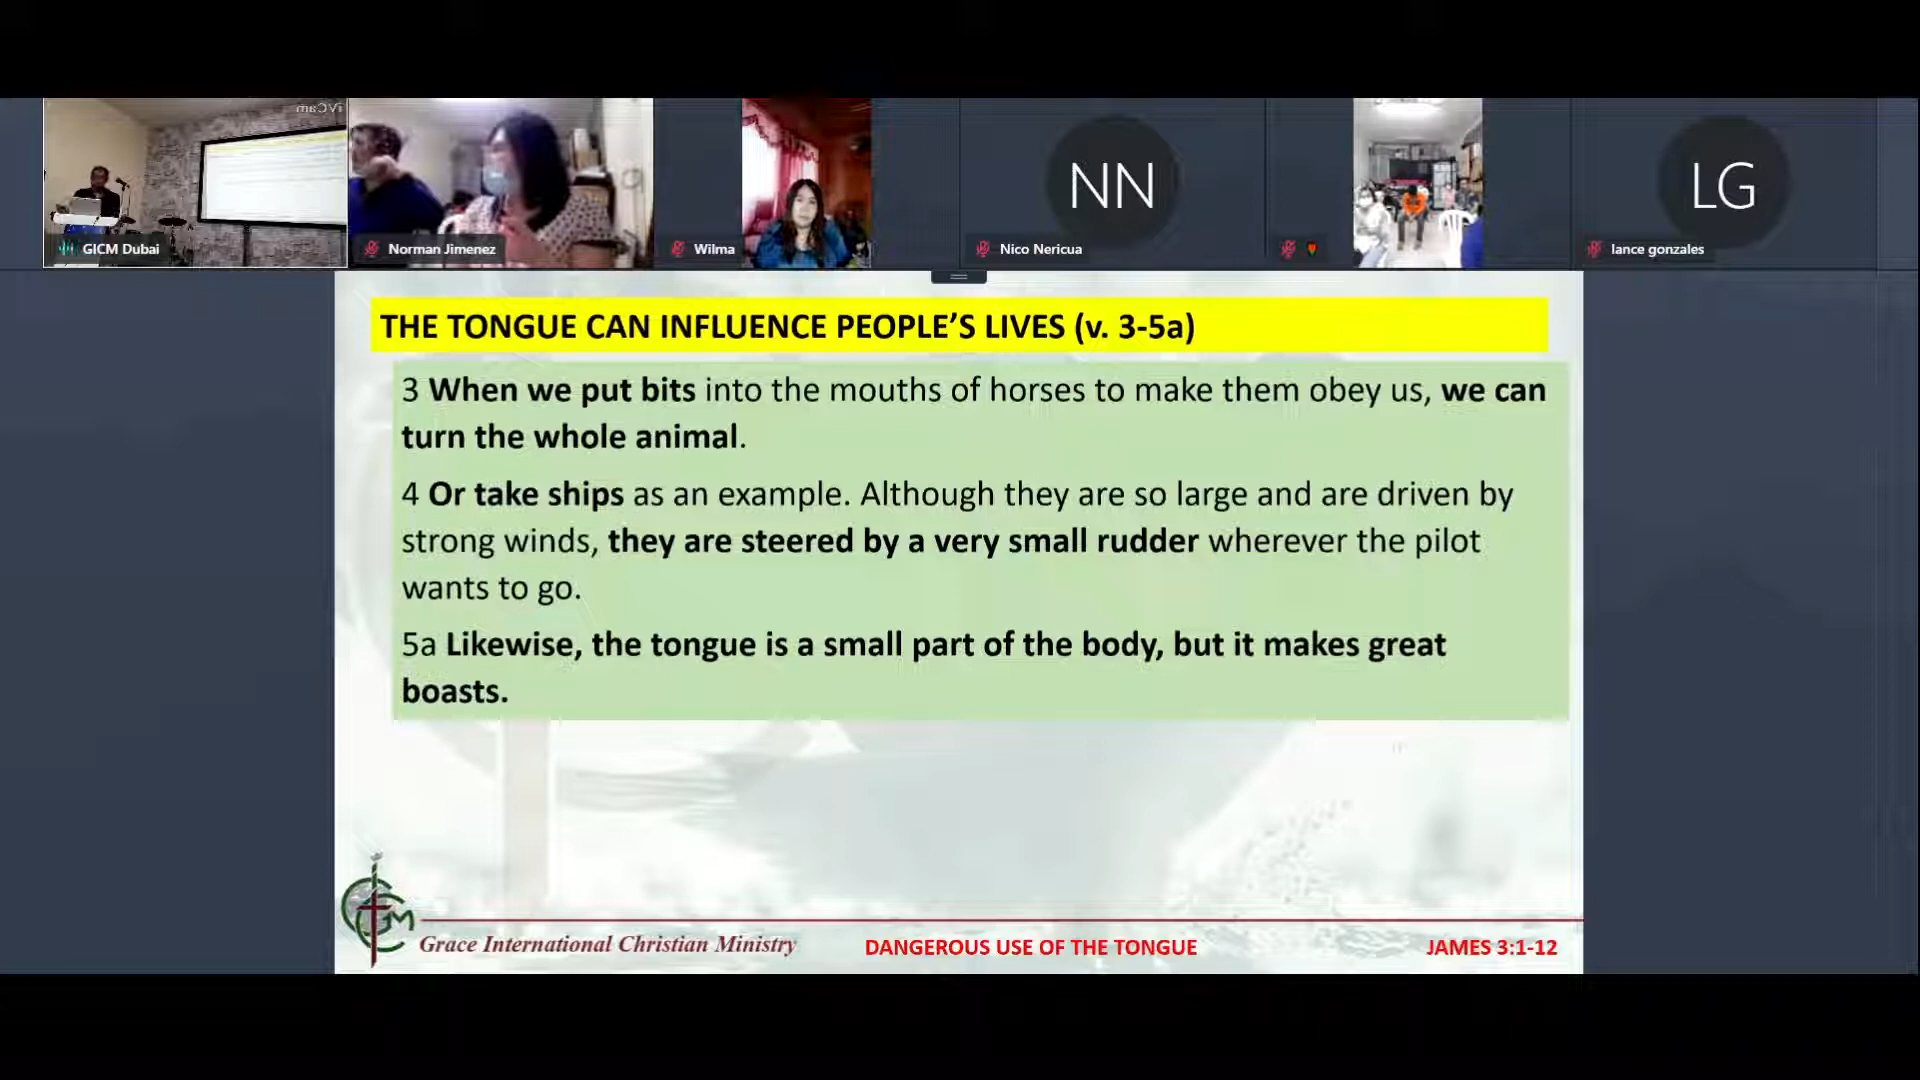 iVCam
GICM Dubai
Norman Jimenez
Wilma
NN
Nico Nericua
LG
lance gonzales
THE TONGUE CAN INFLUENCE PEOPLE’S LIVES (v. 3-5a)
3 When we put bits into the mouths of horses to make them obey us, we can
turn the whole animal.
4 Or take ships as an example. Although they are so large and are driven by
strong winds, they are steered by a very small rudder wherever the pilot
wants to go.
5a Likewise, the tongue is a small part of the body, but it makes great
boasts.
GICM
Grace International Christian Ministry
DANGEROUS USE OF THE TONGUE
JAMES 3:1-12